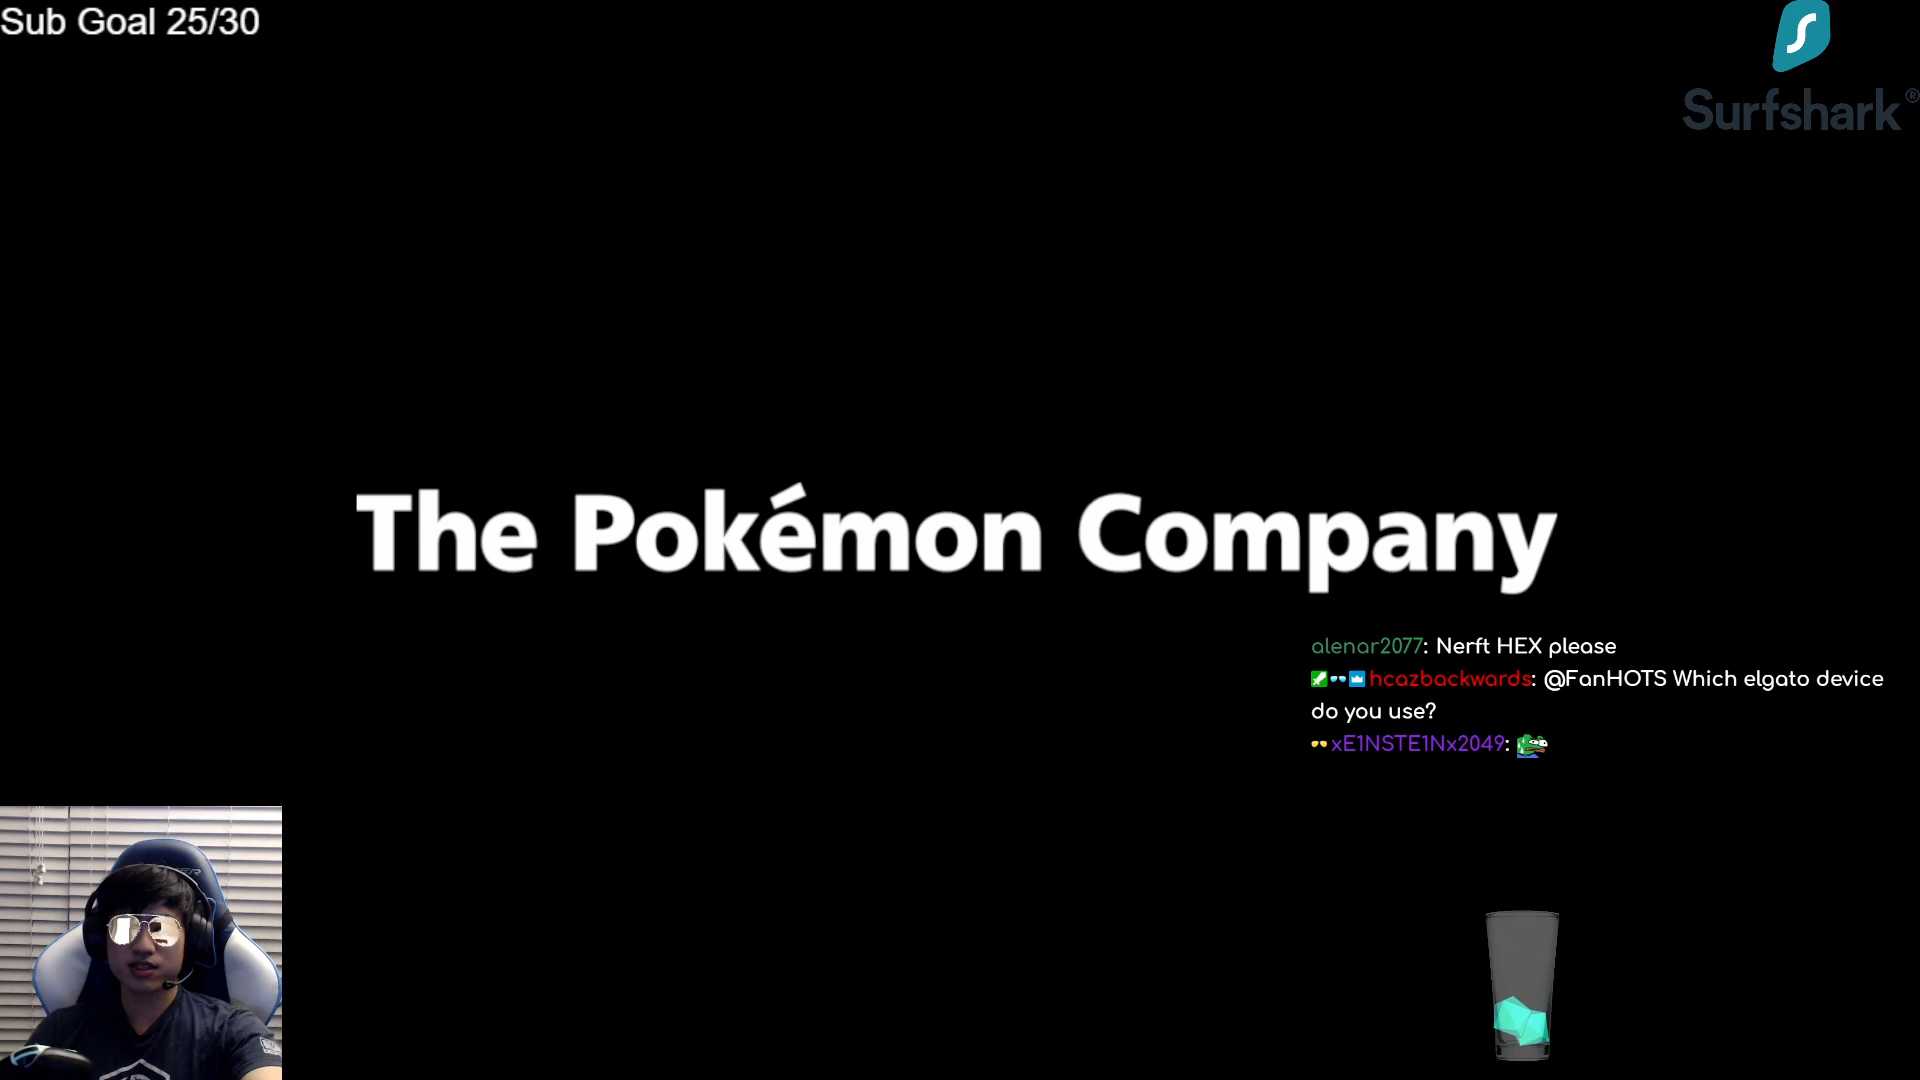 Sub Goal 25/30
Surfshark®
The Pokémon Company
alenar2077: Nerft HEX please
hcazbackwards: @FanHOTS Which elgato device
do you use?
xE1NSTE1Nx2049: